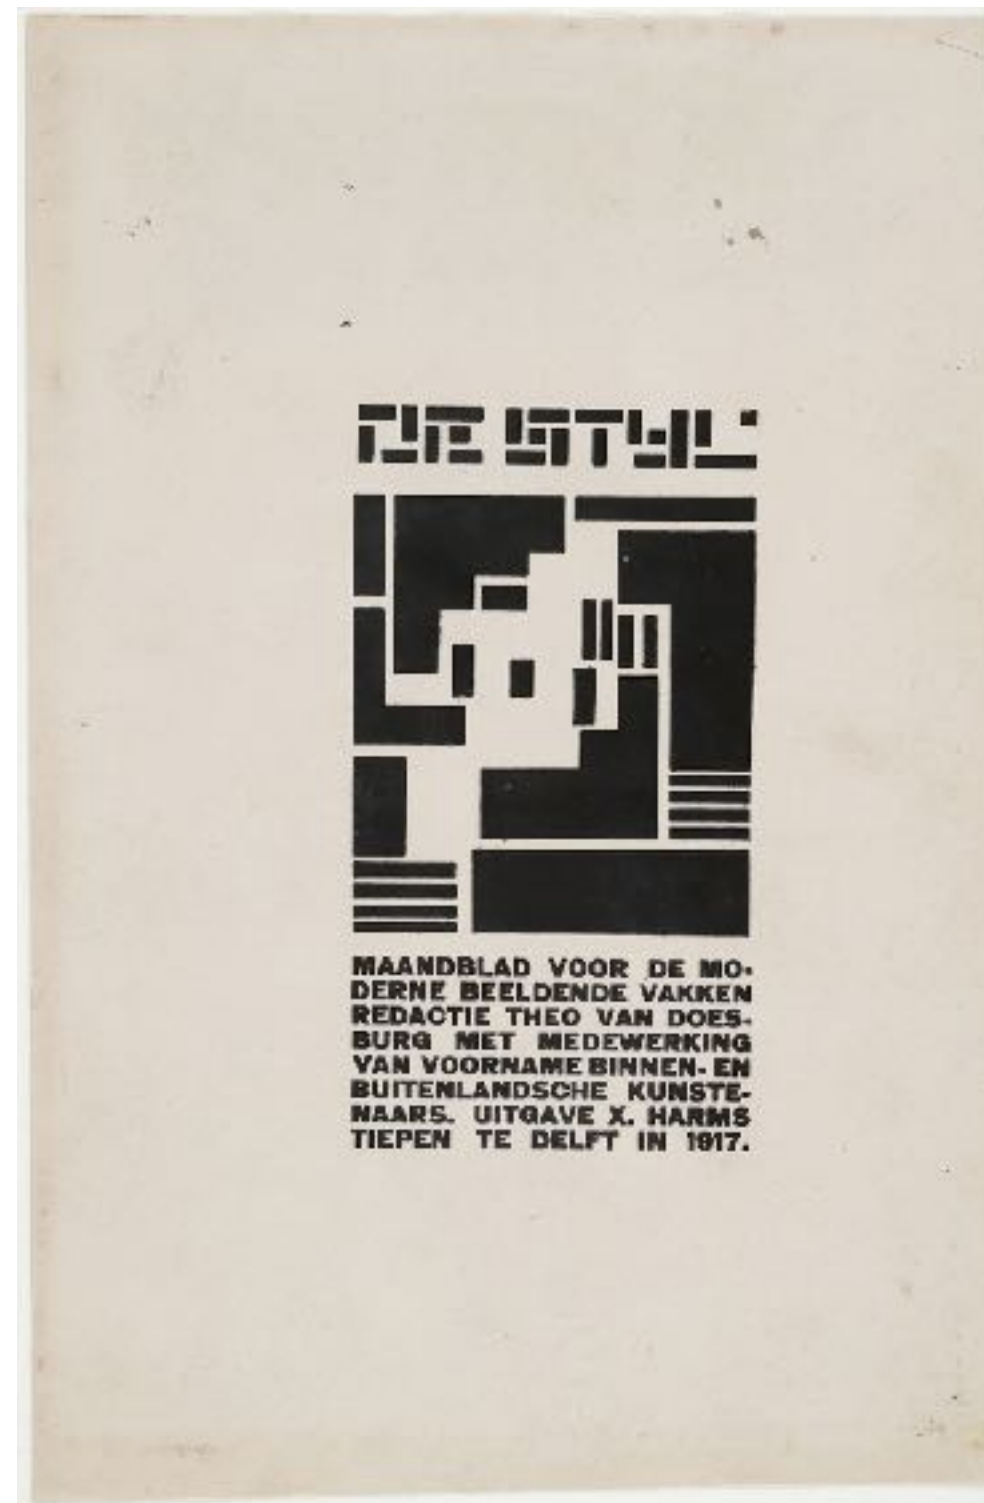 DE STYL
MAANDBLAD VOOR DE MO-
DERNE BEELDENDE VAKKEN
REDACTIE THEO VAN DOES-
BURG MET MEDEWERKING
VAN VOORNAME BINNEN- EN
BUITENLANDSCHE KUNSTE-
NAARS. UITGAVE X. HARMS
TIEPEN TE DELFT IN 1917.